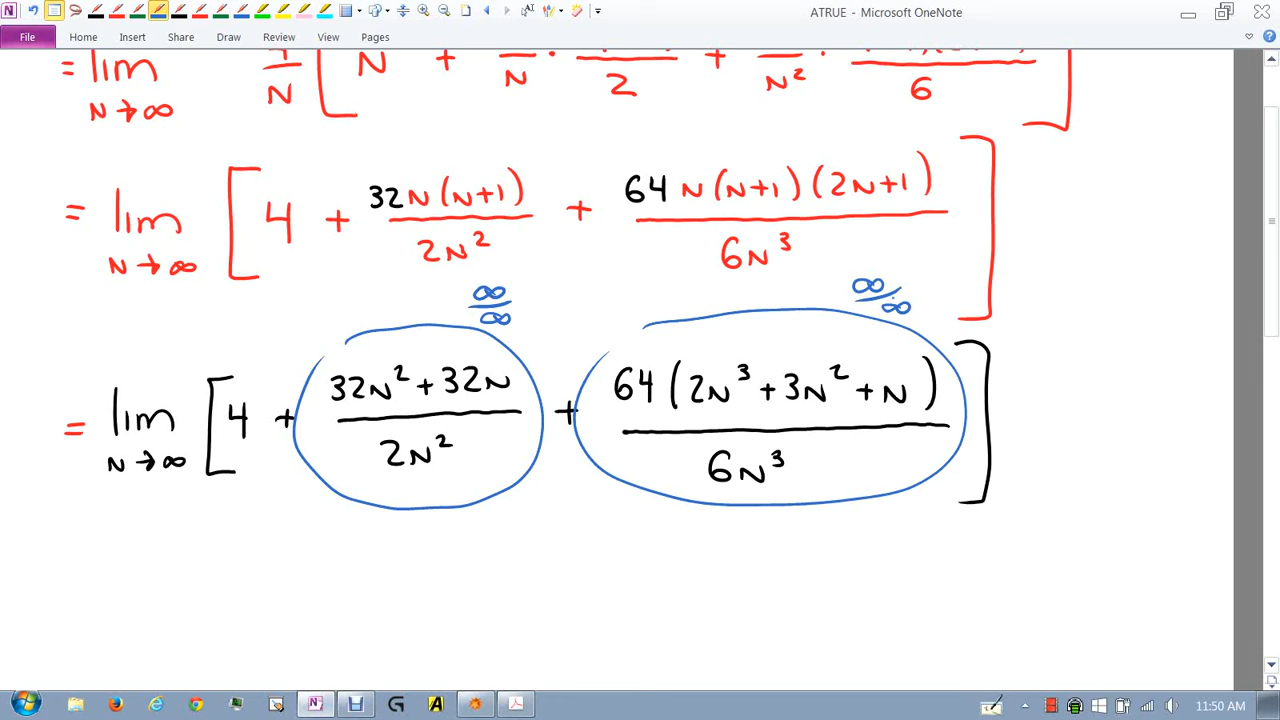 ATRUE - Microsoft OneNote
File Home Insert Share Draw Review View Pages
= lim N→∞ 4/N [ N + /N · /2 + /N² · /6 ]
= lim N→∞ [ 4 + 32N(N+1)/2N² + 64N(N+1)(2N+1)/6N³ ]
∞/∞ ∞/∞
= lim N→∞ [ 4 + (32N² + 32N)/2N² + 64(2N³ + 3N² + N)/6N³ ]
11:50 AM